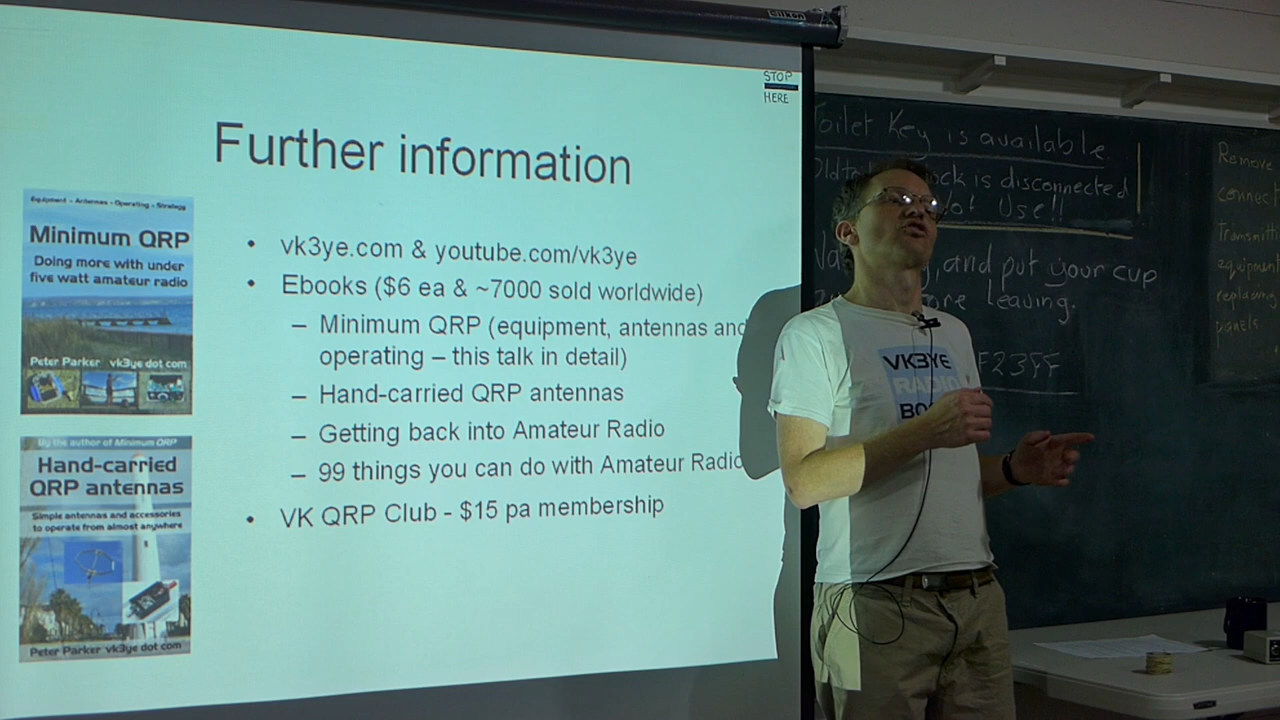 STOP
HERE
Further information
Equipment - Antennas - Operating - Strategy
Minimum QRP
Doing more with under
five watt amateur radio
Peter Parker vk3ye dot com
By the author of Minimum QRP
Hand-carried
QRP antennas
Simple antennas and accessories
to operate from almost anywhere
Peter Parker vk3ye dot com
• vk3ye.com & youtube.com/vk3ye
• Ebooks ($6 ea & ~7000 sold worldwide)
– Minimum QRP (equipment, antennas and
operating – this talk in detail)
– Hand-carried QRP antennas
– Getting back into Amateur Radio
– 99 things you can do with Amateur Radio
• VK QRP Club - $15 pa membership
VK3YE
RADIO
Toilet Key is available.
is disconnected
Use!!
and put your cup
leaving.
Remove
connect
equipment
replacing
panels.